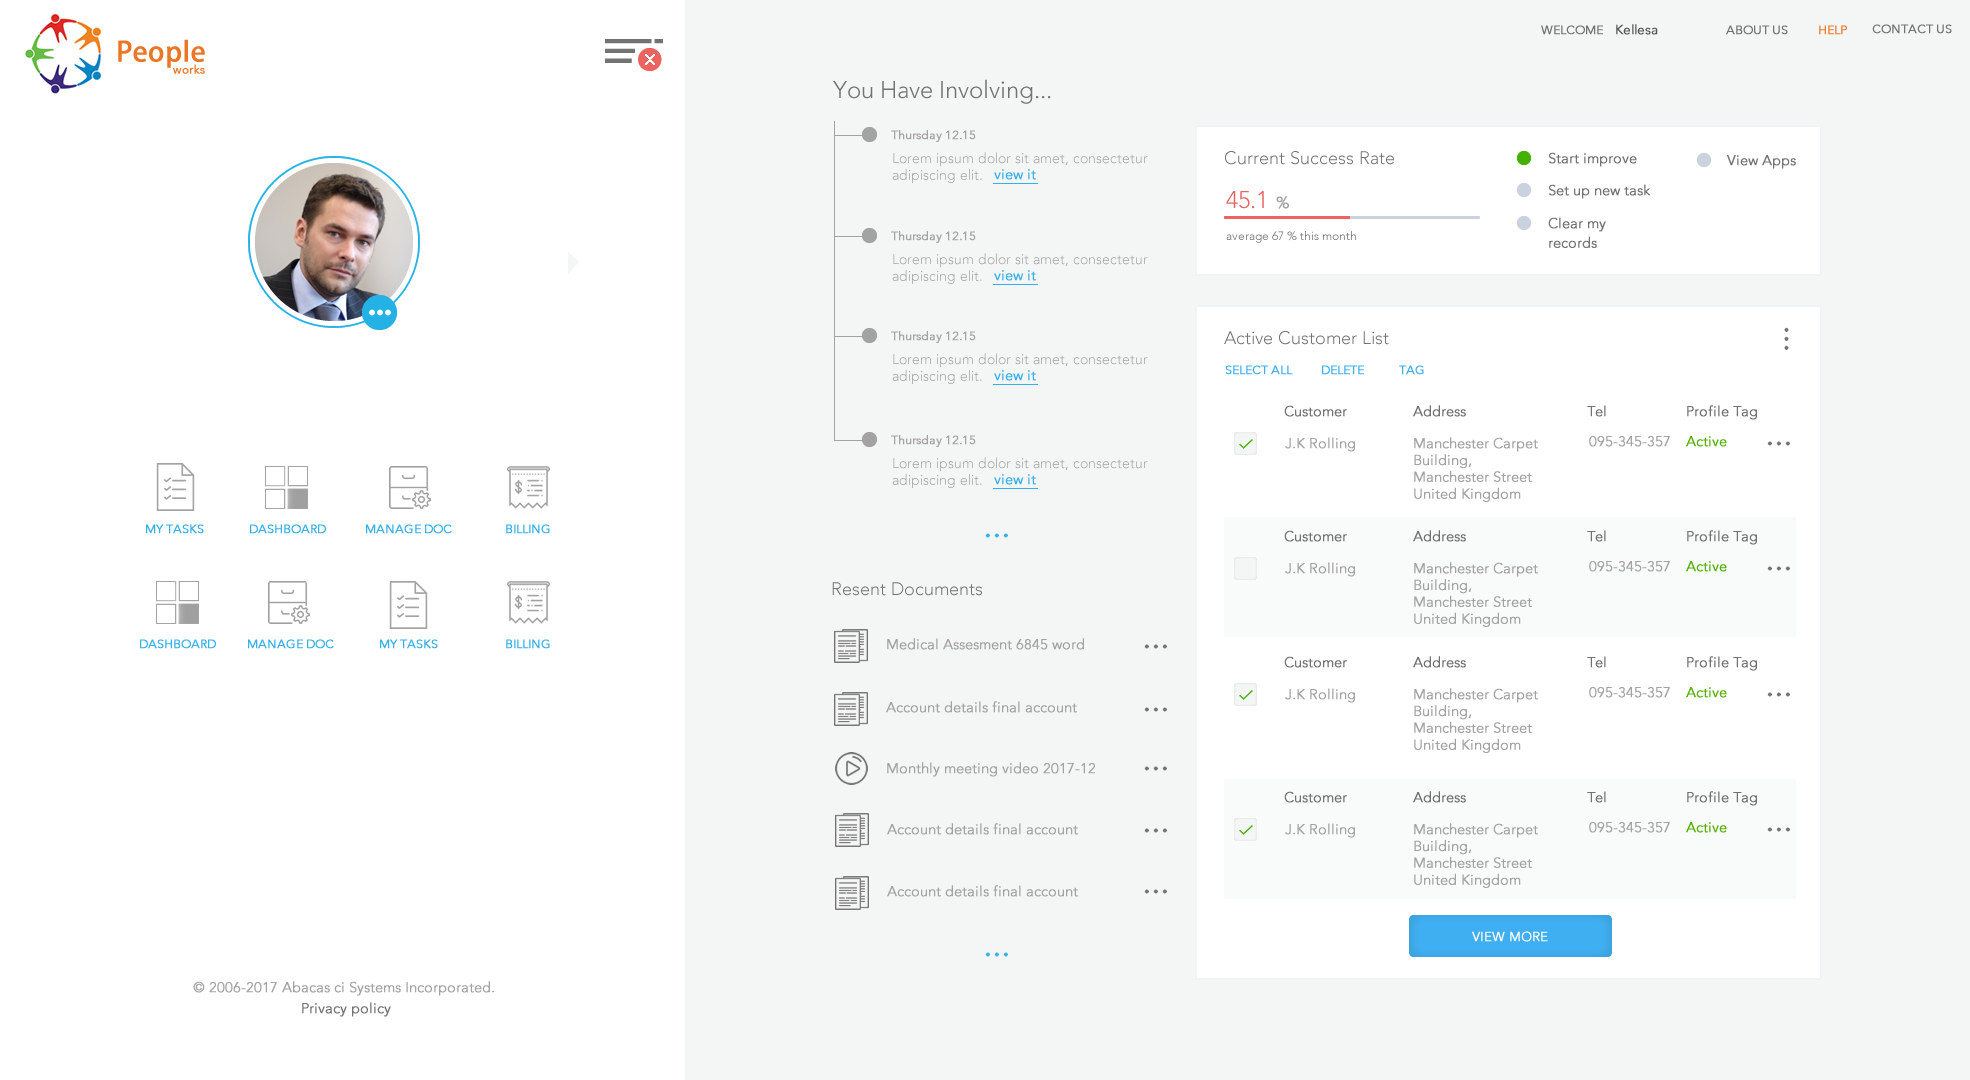 People
works
WELCOME Kellesa
ABOUT US
HELP
CONTACT US
MY TASKS
DASHBOARD
MANAGE DOC
BILLING
DASHBOARD
MANAGE DOC
MY TASKS
BILLING
© 2006-2017 Abacas ci Systems Incorporated.
Privacy policy
You Have Involving...
Thursday 12.15
Lorem ipsum dolor sit amet, consectetur
adipiscing elit. view it
Thursday 12.15
Lorem ipsum dolor sit amet, consectetur
adipiscing elit. view it
Thursday 12.15
Lorem ipsum dolor sit amet, consectetur
adipiscing elit. view it
Thursday 12.15
Lorem ipsum dolor sit amet, consectetur
adipiscing elit. view it
Resent Documents
Medical Assesment 6845 word
Account details final account
Monthly meeting video 2017-12
Account details final account
Account details final account
Current Success Rate
45.1 %
average 67 % this month
Start improve
Set up new task
Clear my
records
View Apps
Active Customer List
SELECT ALL DELETE TAG
Customer Address Tel Profile Tag
J.K Rolling Manchester Carpet 095-345-357 Active
Building,
Manchester Street
United Kingdom
Customer Address Tel Profile Tag
J.K Rolling Manchester Carpet 095-345-357 Active
Building,
Manchester Street
United Kingdom
Customer Address Tel Profile Tag
J.K Rolling Manchester Carpet 095-345-357 Active
Building,
Manchester Street
United Kingdom
Customer Address Tel Profile Tag
J.K Rolling Manchester Carpet 095-345-357 Active
Building,
Manchester Street
United Kingdom
VIEW MORE